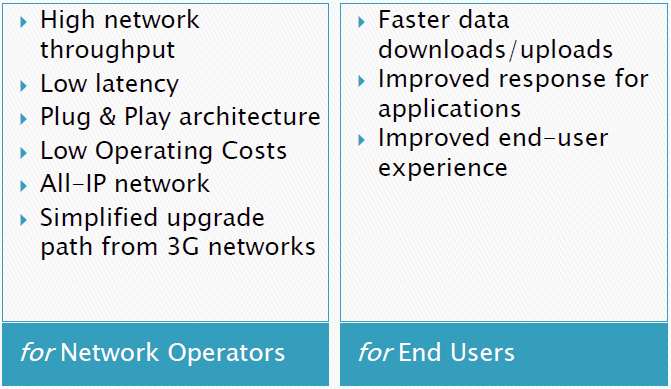 High network
throughput
Low latency
Plug & Play architecture
Low Operating Costs
All-IP network
Simplified upgrade
path from 3G networks
for Network Operators
Faster data
downloads/uploads
Improved response for
applications
Improved end-user
experience
for End Users